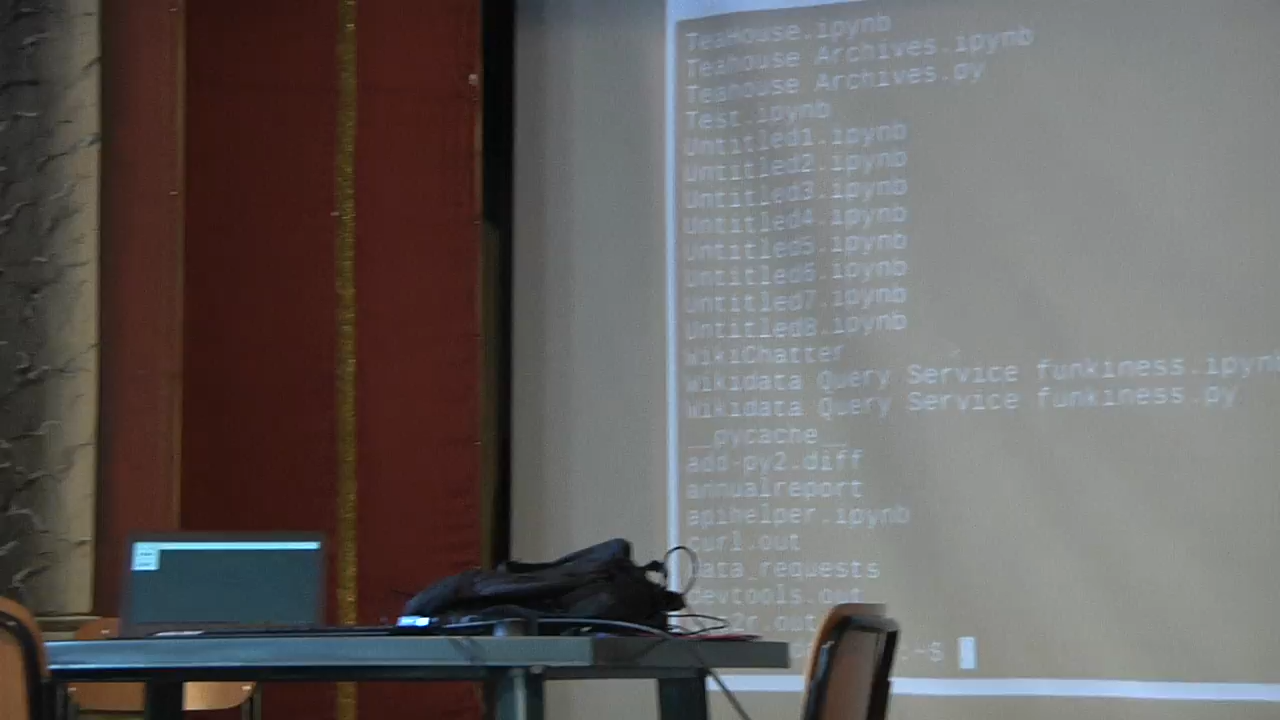 TeaHouse.ipynb
Teahouse Archives.ipynb
Teahouse Archives.py
Test.ipynb
Untitled1.ipynb
Untitled2.ipynb
Untitled3.ipynb
Untitled4.ipynb
Untitled5.ipynb
Untitled6.ipynb
Untitled7.ipynb
Untitled8.ipynb
WikiChatter
Wikidata Query Service funkiness.ipynb
Wikidata Query Service funkiness.py
__pycache__
add-py2.diff
annualreport
apihelper.ipynb
curl.out
data_requests
devtools.out
:~$